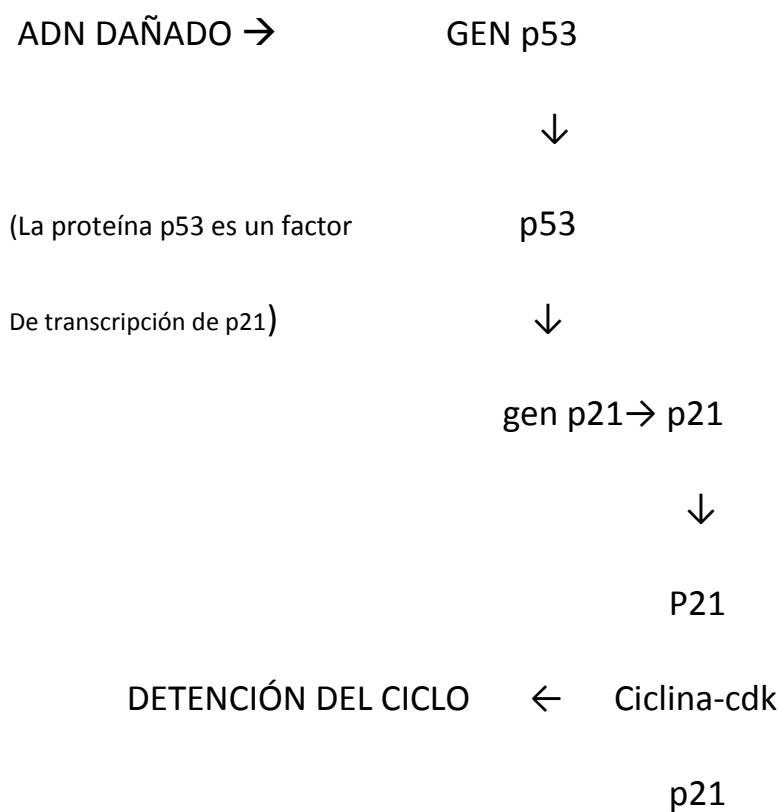 ADN DAÑADO → GEN p53
↓
(La proteína p53 es un factor p53
De transcripción de p21) ↓
gen p21→ p21
↓
P21
DETENCIÓN DEL CICLO ← Ciclina-cdk
p21